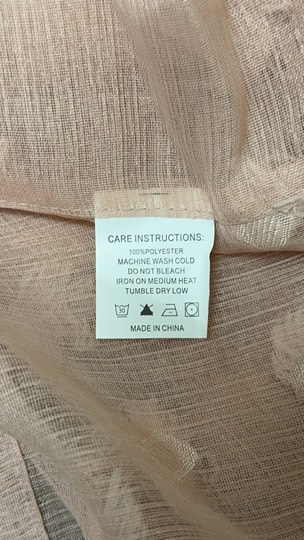 CARE INSTRUCTIONS:
100%POLYESTER
MACHINE WASH COLD
DO NOT BLEACH
IRON ON MEDIUM HEAT
TUMBLE DRY LOW
30
MADE IN CHINA